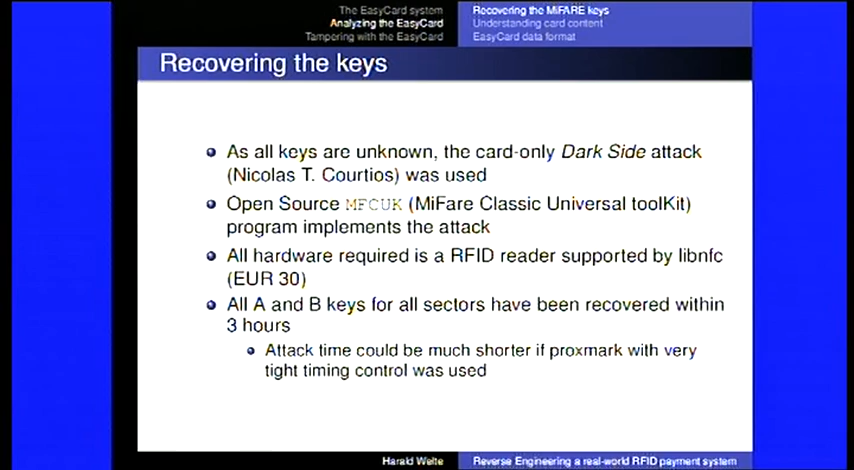 The EasyCard system
Analyzing the EasyCard
Tampering with the EasyCard
Recovering the MiFARE keys
Understanding card content
EasyCard data format
Recovering the keys
As all keys are unknown, the card-only Dark Side attack
(Nicolas T. Courtios) was used
Open Source MFCUK (MiFare Classic Universal toolKit)
program implements the attack
All hardware required is a RFID reader supported by libnfc
(EUR 30)
All A and B keys for all sectors have been recovered within
3 hours
Attack time could be much shorter if proxmark with very
tight timing control was used
Harald Welte
Reverse Engineering a real-world RFID payment system